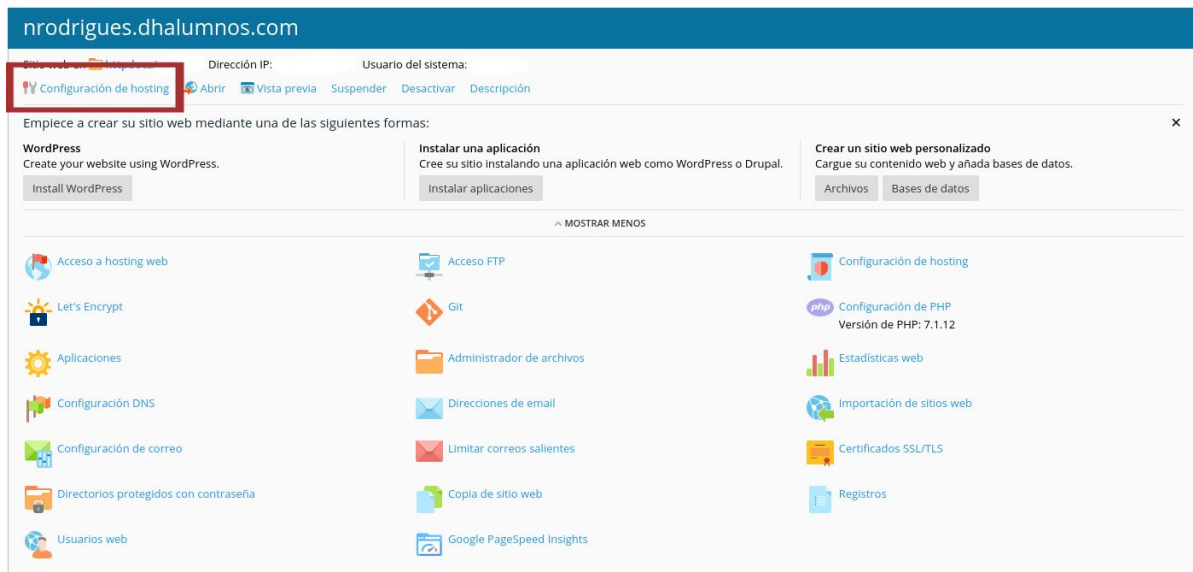 nrodrigues.dhalumnos.com
Dirección IP: Usuario del sistema:
Configuración de hosting Abrir Vista previa Suspender Desactivar Descripción
Empiece a crear su sitio web mediante una de las siguientes formas:
WordPress
Create your website using WordPress.
Install WordPress
Instalar una aplicación
Cree su sitio instalando una aplicación web como WordPress o Drupal.
Instalar aplicaciones
Crear un sitio web personalizado
Cargue su contenido web y añada bases de datos.
Archivos Bases de datos
MOSTRAR MENOS
Acceso a hosting web Acceso FTP Configuración de hosting
Let's Encrypt Git php Configuración de PHP
Versión de PHP: 7.1.12
Aplicaciones Administrador de archivos Estadísticas web
Configuración DNS Direcciones de email Importación de sitios web
Configuración de correo Limitar correos salientes Certificados SSL/TLS
Directorios protegidos con contraseña Copia de sitio web Registros
Usuarios web Google PageSpeed Insights